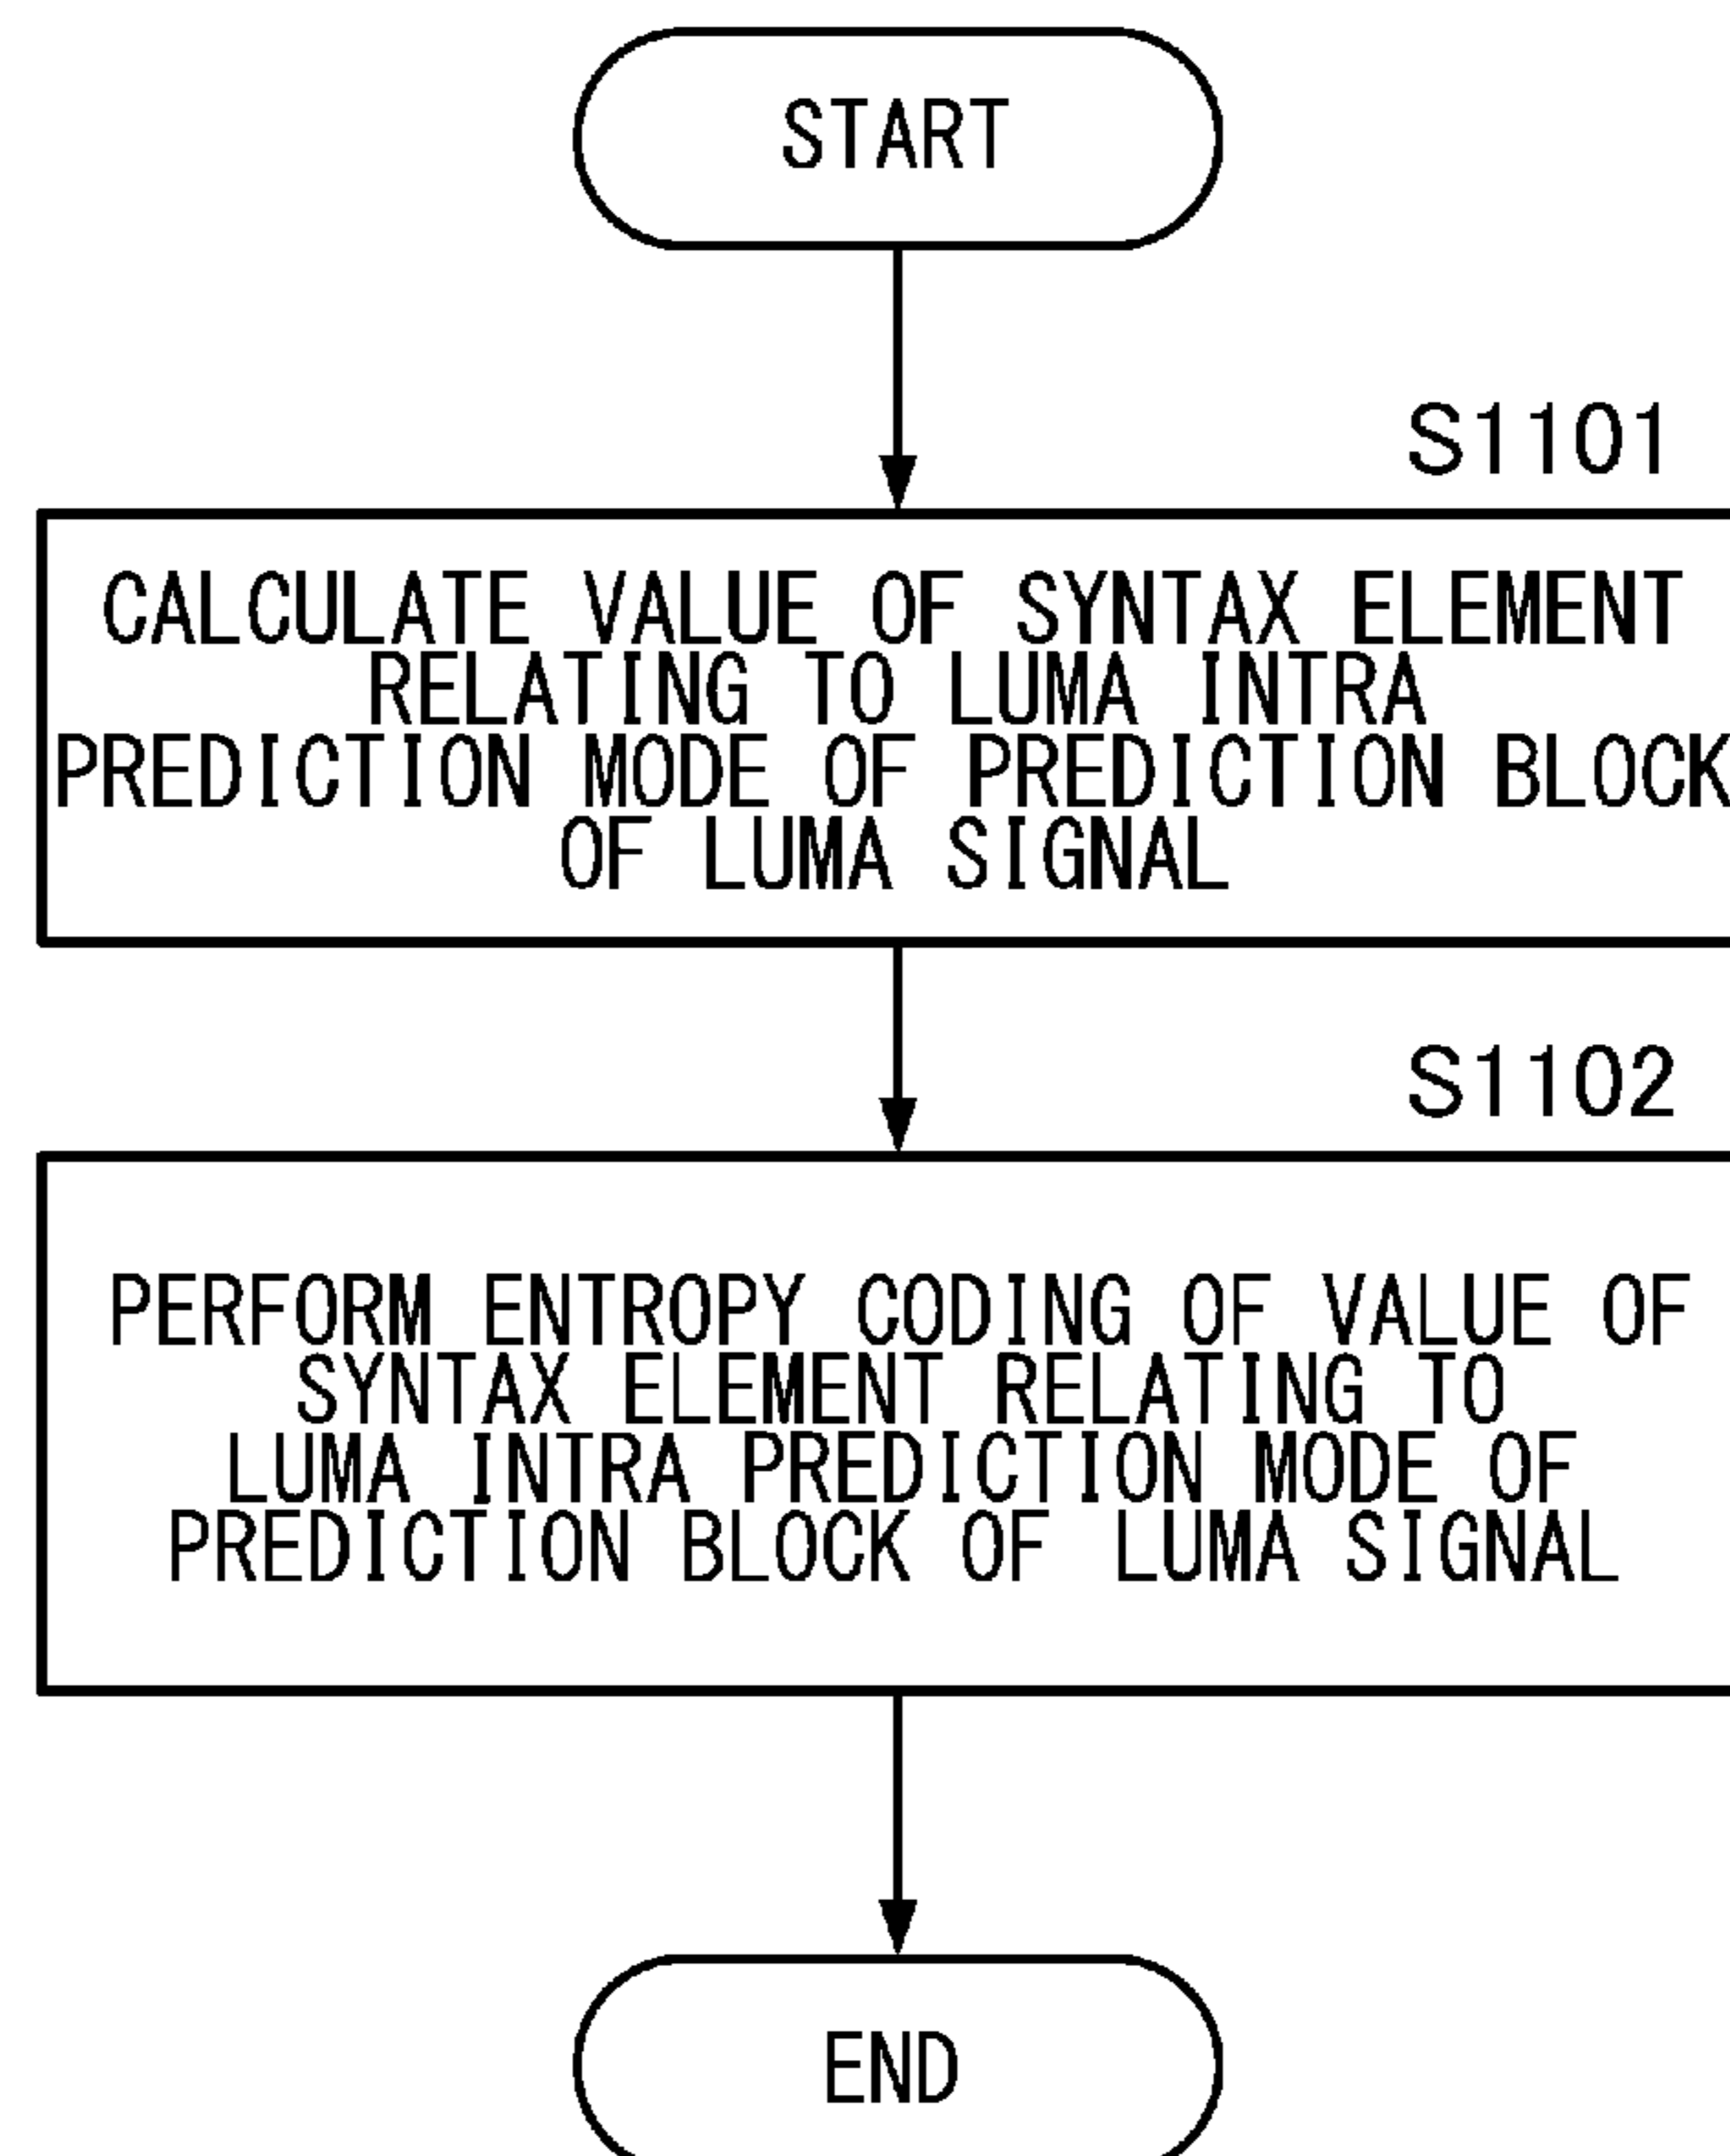 START
S1101
CALCULATE VALUE OF SYNTAX ELEMENT
RELATING TO LUMA INTRA
PREDICTION MODE OF PREDICTION BLOCK
OF LUMA SIGNAL
S1102
PERFORM ENTROPY CODING OF VALUE OF
SYNTAX ELEMENT RELATING TO
LUMA INTRA PREDICTION MODE OF
PREDICTION BLOCK OF LUMA SIGNAL
END